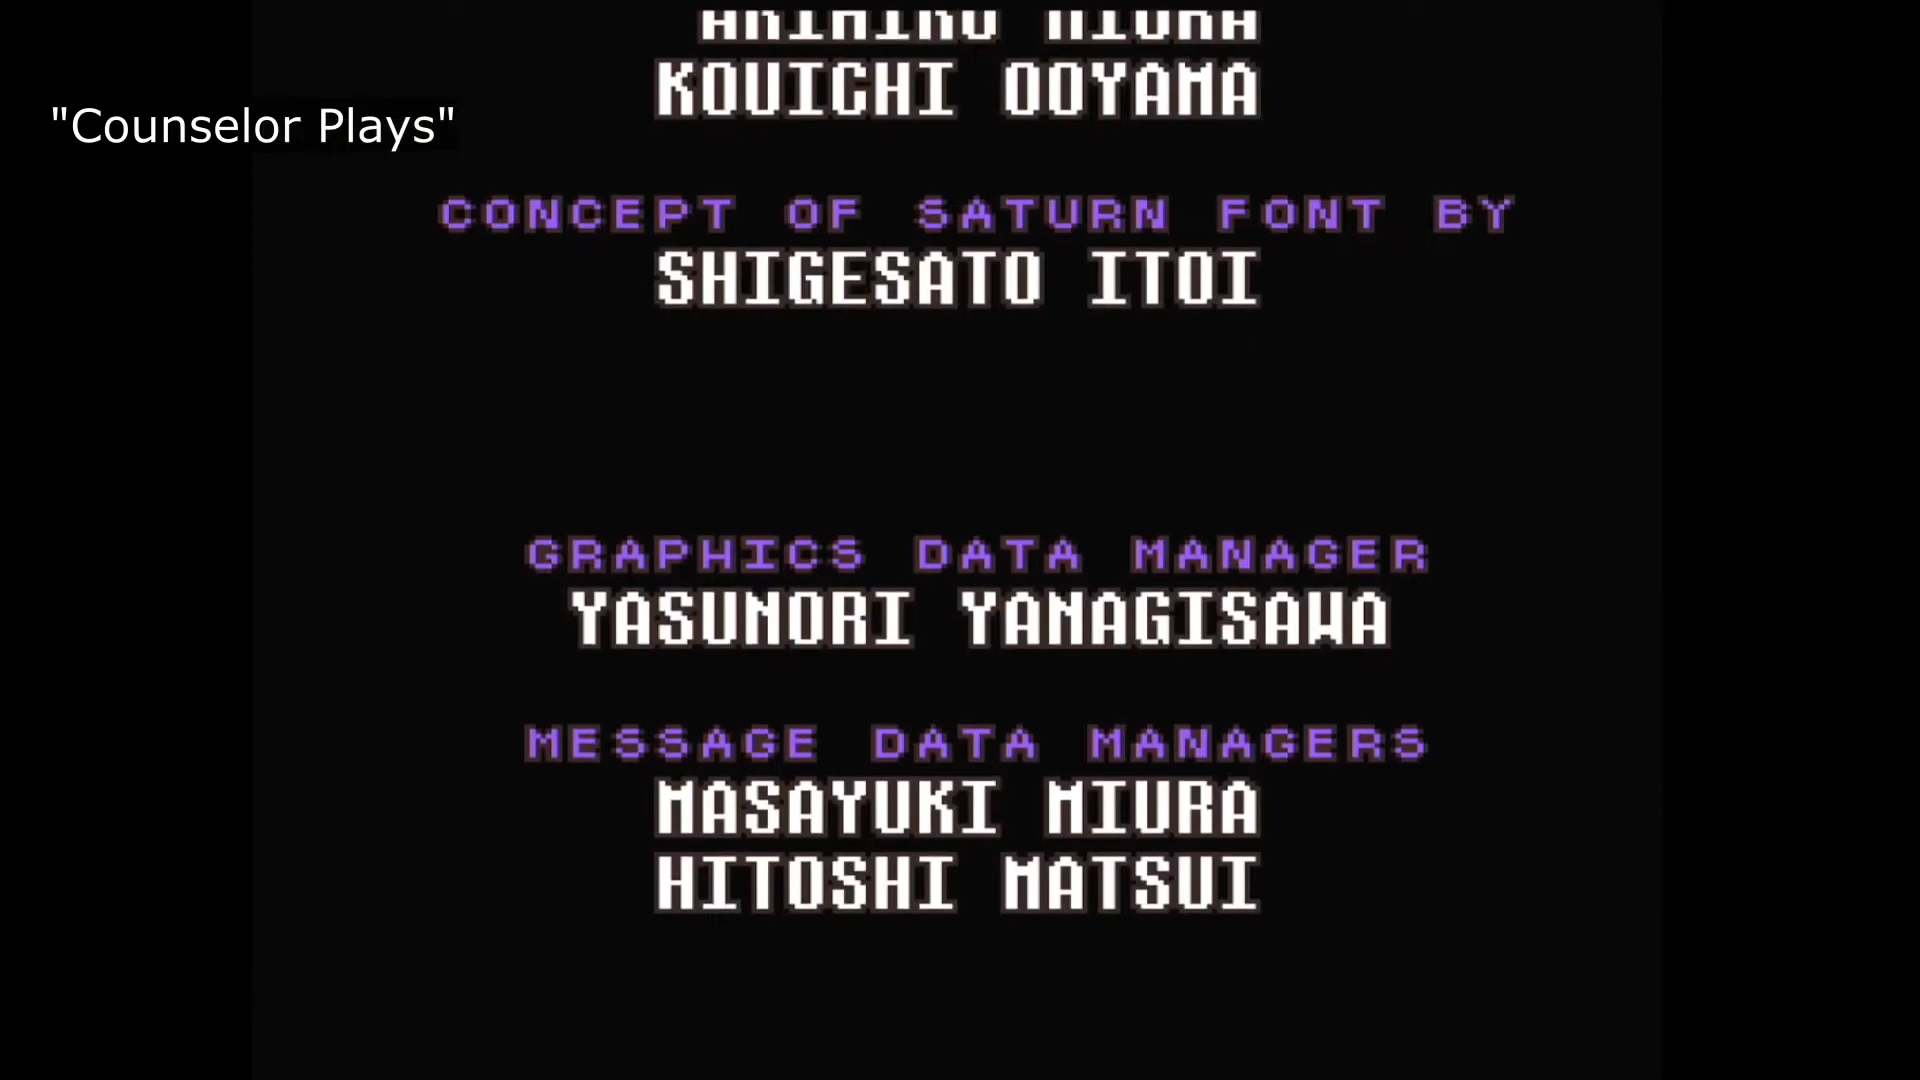 KOUICHI OOYAMA
"Counselor Plays"
CONCEPT OF SATURN FONT BY
SHIGESATO ITOI
GRAPHICS DATA MANAGER
YASUNORI YANAGISAWA
MESSAGE DATA MANAGERS
MASAYUKI MIURA
HITOSHI MATSUI